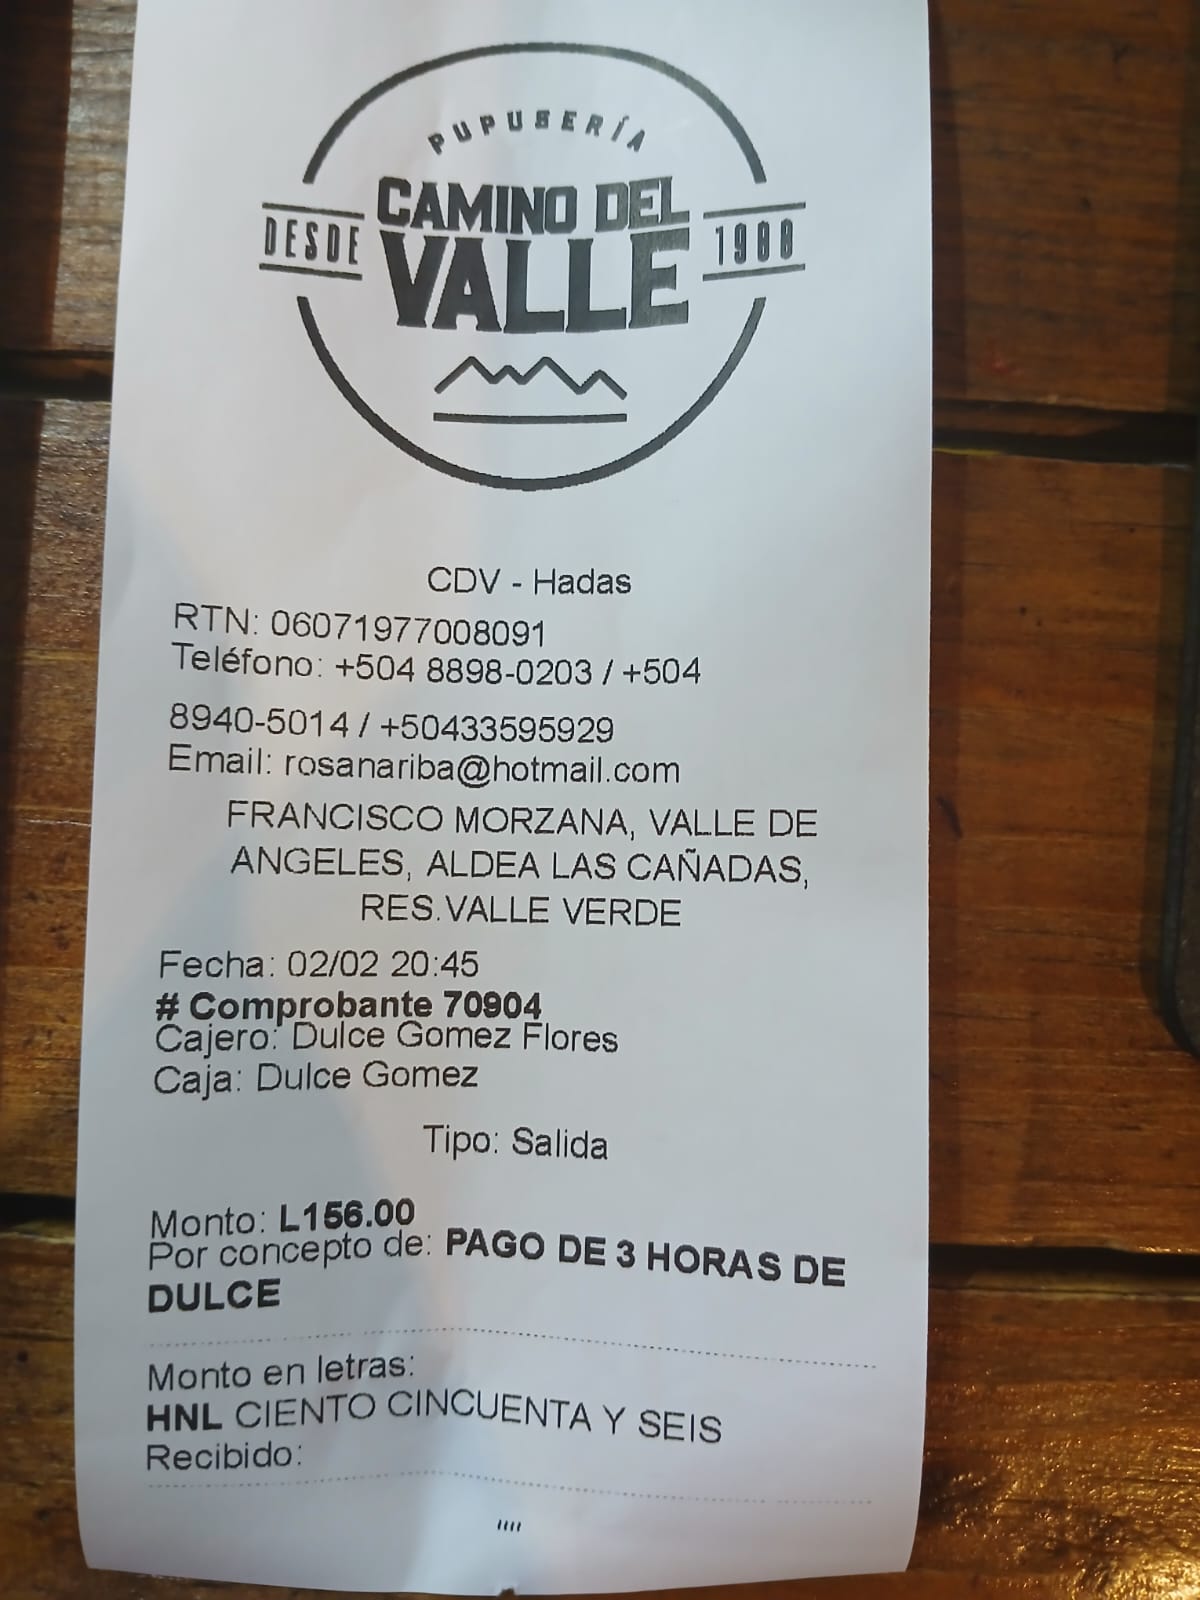 PUPUSERÍA
CAMINO DEL
DESDE VALLE 1988
CDV - Hadas
RTN: 06071977008091
Teléfono: +504 8898-0203 / +504
8940-5014 / +50433595929
Email: rosanariba@hotmail.com
FRANCISCO MORZANA, VALLE DE
ANGELES, ALDEA LAS CAÑADAS,
RES.VALLE VERDE
Fecha: 02/02 20:45
# Comprobante 70904
Cajero: Dulce Gomez Flores
Caja: Dulce Gomez
Tipo: Salida
Monto: L156.00
Por concepto de: PAGO DE 3 HORAS DE
DULCE
Monto en letras:
HNL CIENTO CINCUENTA Y SEIS
Recibido: